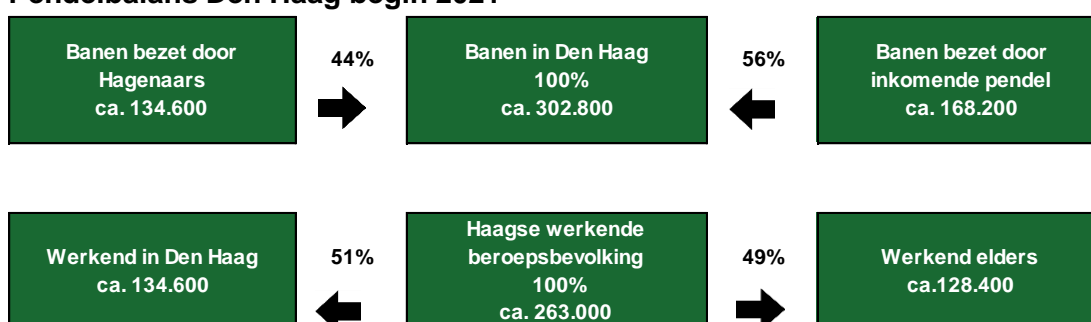 Pendelbalans Den Haag begin 2021
Banen bezet door
Hagenaars
ca. 134.600
44%
Banen in Den Haag
100%
ca. 302.800
56%
Banen bezet door
inkomende pendel
ca. 168.200
Werkend in Den Haag
ca. 134.600
51%
Haagse werkende
beroepsbevolking
100%
ca. 263.000
49%
Werkend elders
ca.128.400